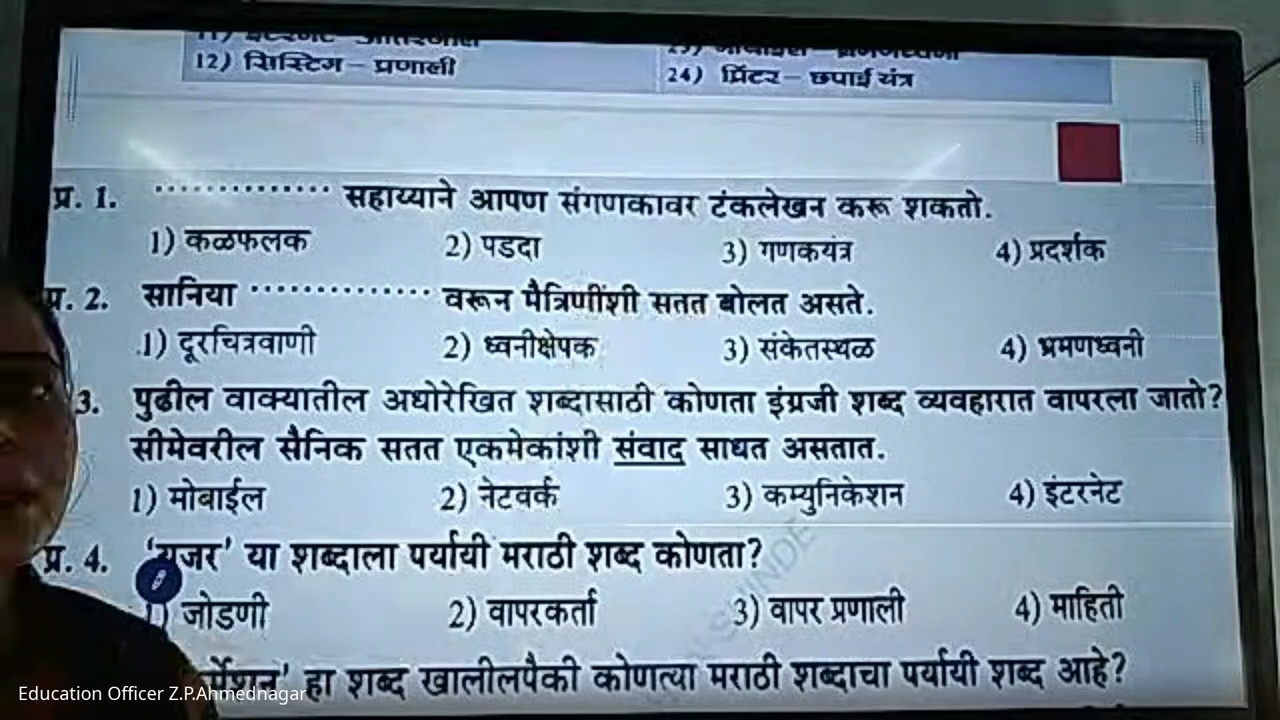 12) सिस्टिग – प्रणाली
24) प्रिंटर – छपाई यंत्र
प्र. 1. .............. सहाय्याने आपण संगणकावर टंकलेखन करू शकतो.
1) कळफलक 2) पडदा 3) गणकयंत्र 4) प्रदर्शक
प्र. 2. सानिया .............. वरून मैत्रिणींशी सतत बोलत असते.
1) दूरचित्रवाणी 2) ध्वनीक्षेपक 3) संकेतस्थळ 4) भ्रमणध्वनी
3. पुढील वाक्यातील अधोरेखित शब्दासाठी कोणता इंग्रजी शब्द व्यवहारात वापरला जातो?
सीमेवरील सैनिक सतत एकमेकांशी संवाद साधत असतात.
1) मोबाईल 2) नेटवर्क 3) कम्युनिकेशन 4) इंटरनेट
प्र. 4. 'युजर' या शब्दाला पर्यायी मराठी शब्द कोणता?
1) जोडणी 2) वापरकर्ता 3) वापर प्रणाली 4) माहिती
हा शब्द खालीलपैकी कोणत्या मराठी शब्दाचा पर्यायी शब्द आहे?
Education Officer Z.P.Ahmednagar